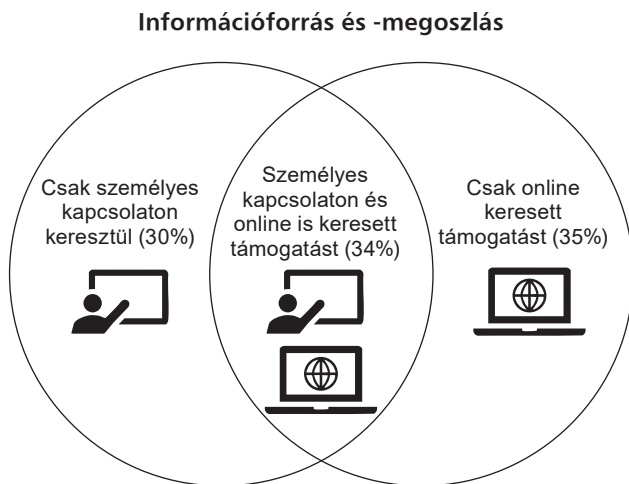 Információforrás és -megoszlás
Csak személyes
kapcsolaton
keresztül (30%)
Személyes
kapcsolaton és
online is keresett
támogatást (34%)
Csak online
keresett
támogatást (35%)